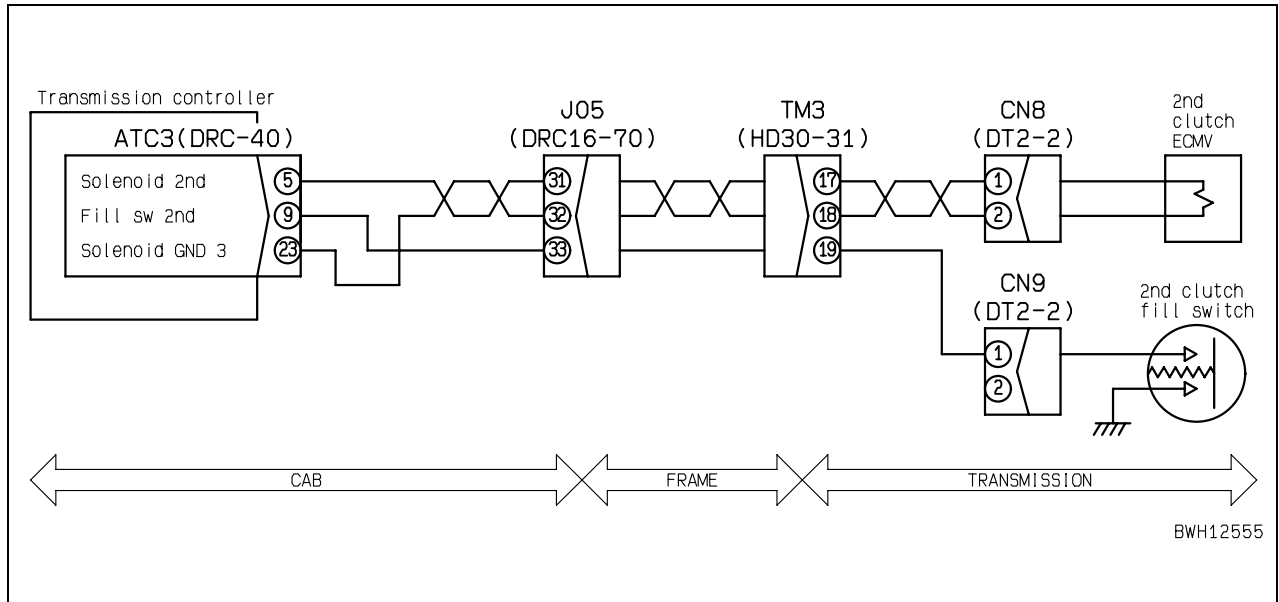 Transmission controller
ATC3(DRC-40)
Solenoid 2nd
5
Fill sw 2nd
9
Solenoid GND 3
23
J05
(DRC16-70)
31
32
33
TM3
(HD30-31)
17
18
19
CN8
(DT2-2)
1
2
2nd
clutch
ECMV
CN9
(DT2-2)
1
2
2nd clutch
fill switch
CAB
FRAME
TRANSMISSION
BWH12555